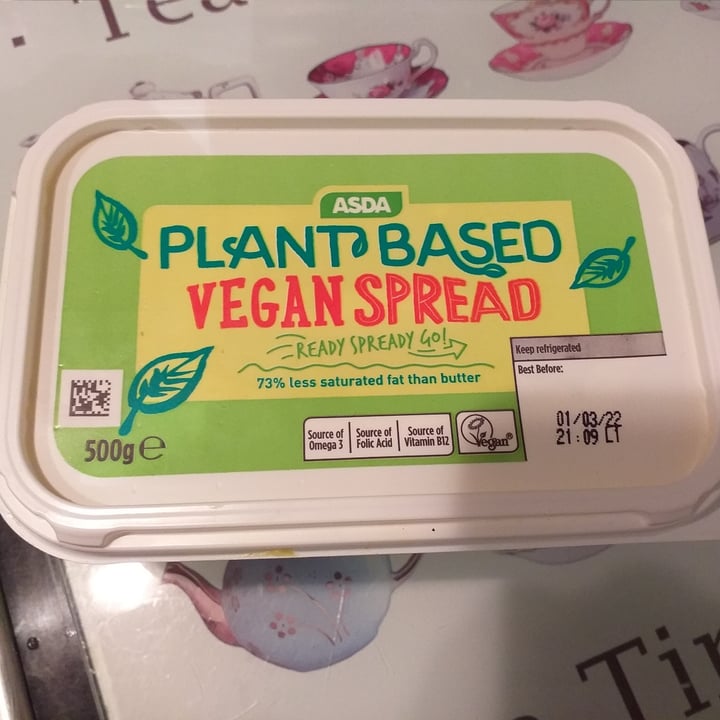 . Tea
ASDA
PLANT BASED
VEGAN SPREAD
READY SPREADY GO!
73% less saturated fat than butter
Keep refrigerated
Best Before:
01/03/22
21:09 LT
Source of
Omega 3
Source of
Folic Acid
Source of
Vitamin B12
Vegan®
500g e